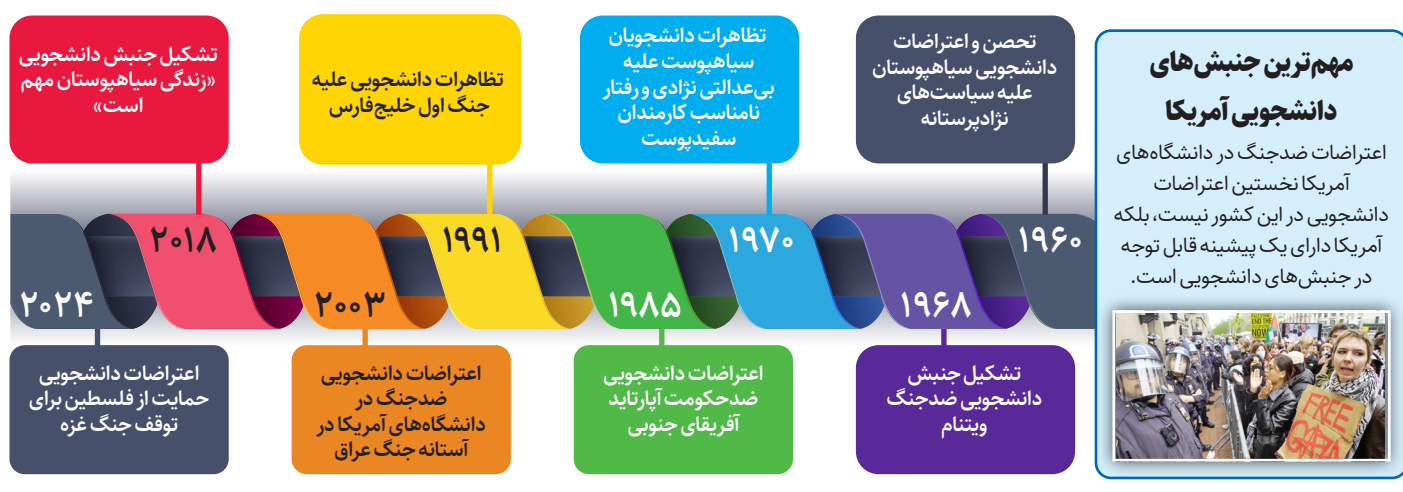 مهم‌ترین جنبش‌های
دانشجویی آمریکا
اعتراضات ضدجنگ در دانشگاه‌های
آمریکا نخستین اعتراضات
دانشجویی در این کشور نیست، بلکه
آمریکا دارای یک پیشینه قابل توجه
در جنبش‌های دانشجویی است.
END THE
NOW
FREE
GAZA
۱۹۶۰
تحصن و اعتراضات
دانشجویی سیاهپوستان
علیه سیاست‌های
نژادپرستانه
۱۹۶۸
تشکیل جنبش
دانشجویی ضدجنگ
ویتنام
۱۹۷۰
تظاهرات دانشجویان
سیاهپوست علیه
بی‌عدالتی نژادی و رفتار
نامناسب کارمندان
سفیدپوست
۱۹۸۵
اعتراضات دانشجویی
ضدحکومت آپارتاید
آفریقای جنوبی
۱۹۹۱
تظاهرات دانشجویی علیه
جنگ اول خلیج‌فارس
۲۰۰۳
اعتراضات دانشجویی
ضدجنگ در
دانشگاه‌های آمریکا در
آستانه جنگ عراق
۲۰۱۸
تشکیل جنبش دانشجویی
«زندگی سیاهپوستان مهم
است»
۲۰۲۴
اعتراضات دانشجویی
حمایت از فلسطین برای
توقف جنگ غزه